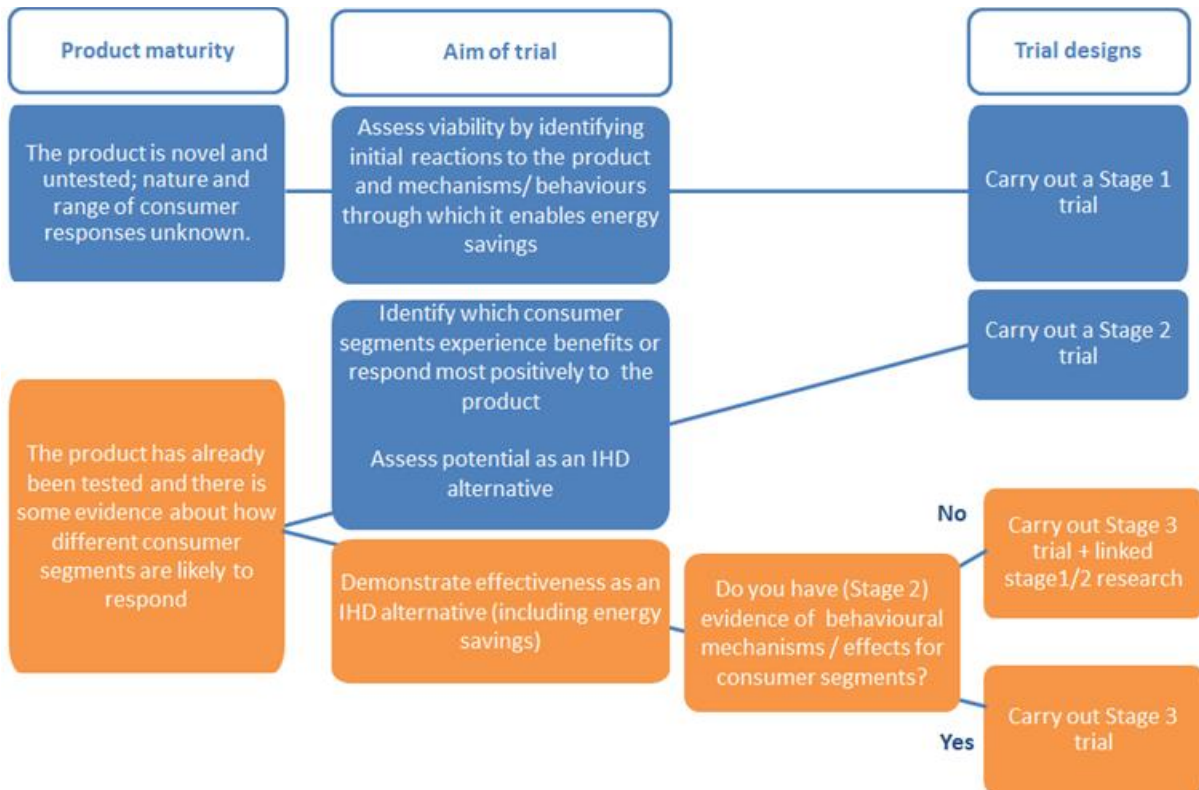 Product maturity
Aim of trial
Trial designs
The product is novel and
untested; nature and
range of consumer
responses unknown.
Assess viability by identifying
initial reactions to the product
and mechanisms/ behaviours
through which it enables energy
savings
Carry out a Stage 1
trial
Identify which consumer
segments experience benefits or
respond most positively to the
product
Assess potential as an IHD
alternative
Carry out a Stage 2
trial
The product has already
been tested and there is
some evidence about how
different consumer
segments are likely to
respond
Demonstrate effectiveness as an
IHD alternative (including energy
savings)
Do you have (Stage 2)
evidence of behavioural
mechanisms / effects for
consumer segments?
No
Carry out Stage 3
trial + linked
stage1/2 research
Yes
Carry out Stage 3
trial